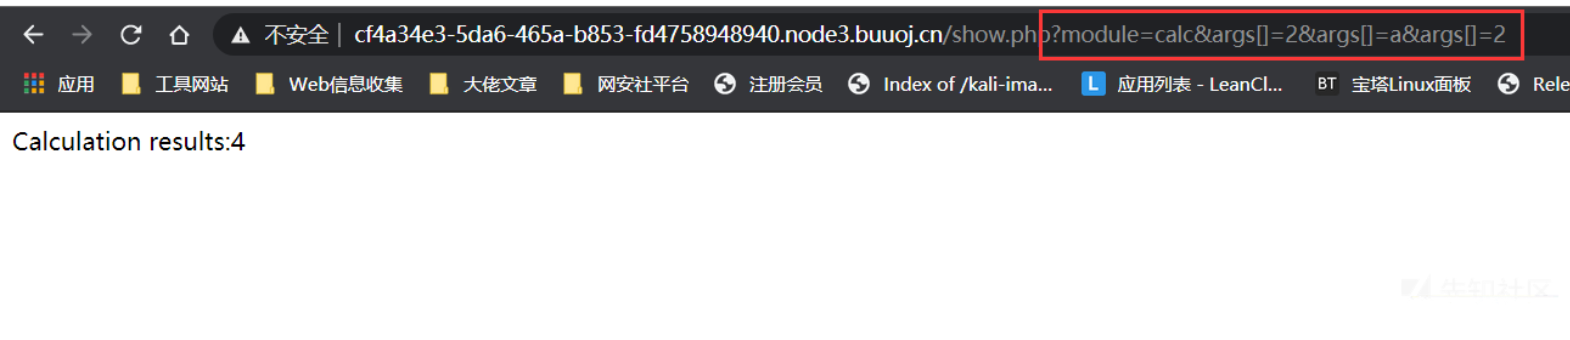 不安全 | cf4a34e3-5da6-465a-b853-fd4758948940.node3.buuoj.cn/show.php?module=calc&args[]=2&args[]=a&args[]=2
应用 工具网站 Web信息收集 大佬文章 网安社平台 注册会员 Index of /kali-ima... L 应用列表 - LeanCl... BT 宝塔Linux面板 Rele
Calculation results:4
先知社区